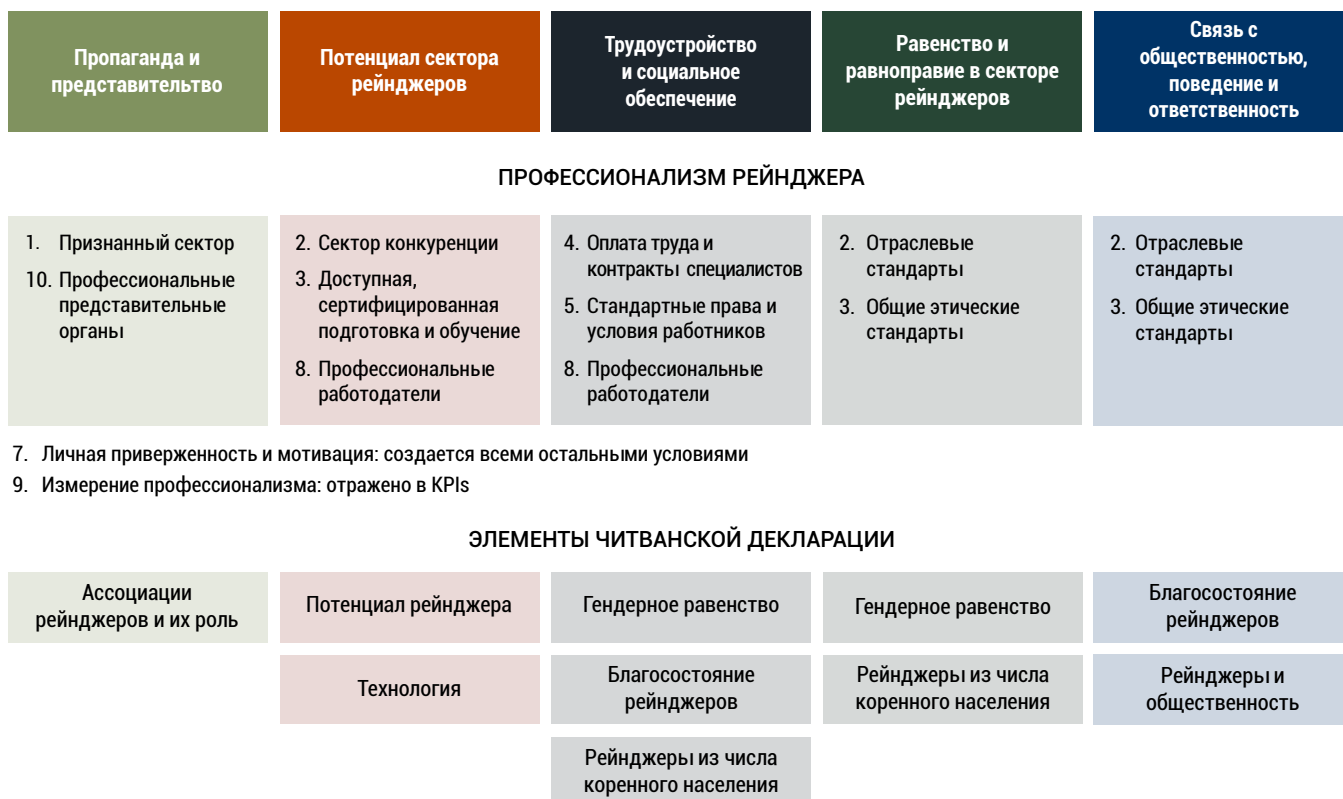 Пропаганда и
представительтво
Потенциал сектора
рейнджеров
Трудоустройство
и социальное
обеспечение
Равенство и
равноправие в секторе
рейнджеров
Связь с
общественностью,
поведение и
ответственность
ПРОФЕССИОНАЛИЗМ РЕЙНДЖЕРА
1. Признанный сектор
10. Профессиональные
представительные
органы
2. Сектор конкуренции
3. Доступная,
сертифицированная
подготовка и обучение
8. Профессиональные
работодатели
4. Оплата труда и
контракты специалистов
5. Стандартные права и
условия работников
8. Профессиональные
работодатели
2. Отраслевые
стандарты
3. Общие этические
стандарты
2. Отраслевые
стандарты
3. Общие этические
стандарты
7. Личная приверженность и мотивация: создается всеми остальными условиями
9. Измерение профессионализма: отражено в KPIs
ЭЛЕМЕНТЫ ЧИТВАНСКОЙ ДЕКЛАРАЦИИ
Ассоциации
рейнджеров и их роль
Потенциал рейнджера
Гендерное равенство
Гендерное равенство
Благосостояние
рейнджеров
Технология
Благосостояние
рейнджеров
Рейнджеры из числа
коренного населения
Рейнджеры и
общественность
Рейнджеры из числа
коренного населения